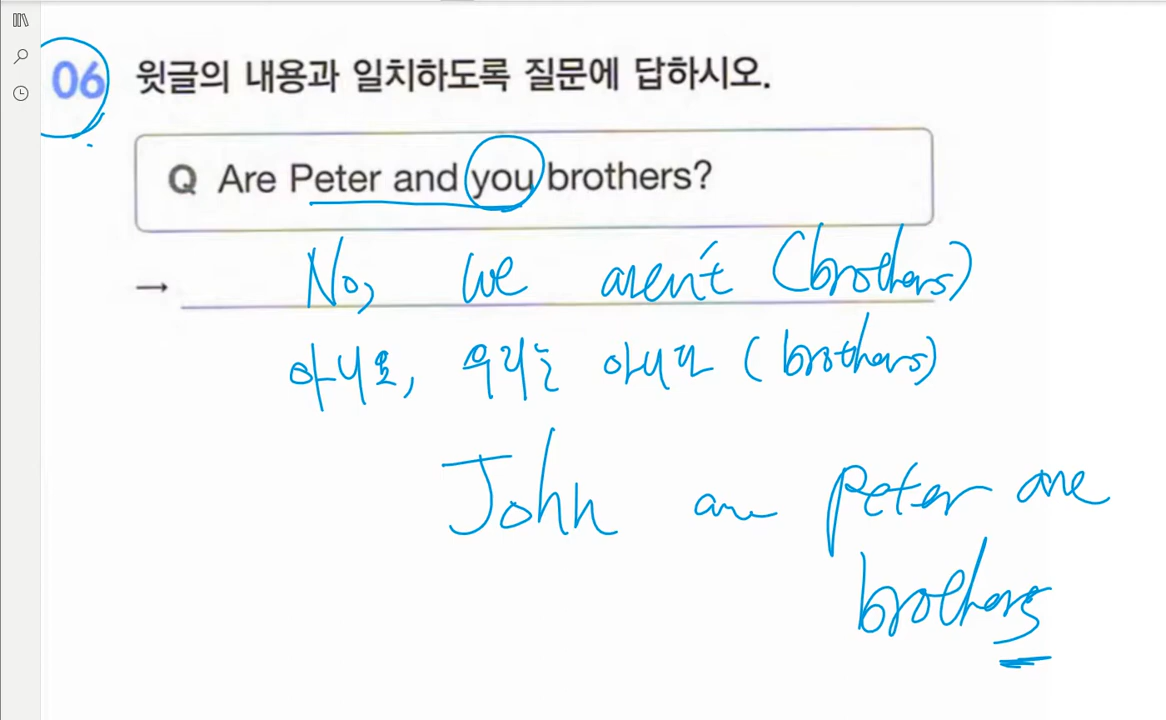 06 윗글의 내용과 일치하도록 질문에 답하시오.
Q Are Peter and you brothers?
→ No, we aren't (brothers)
아니요, 우리는 아니다 (brothers)
John are Peter are
brothers